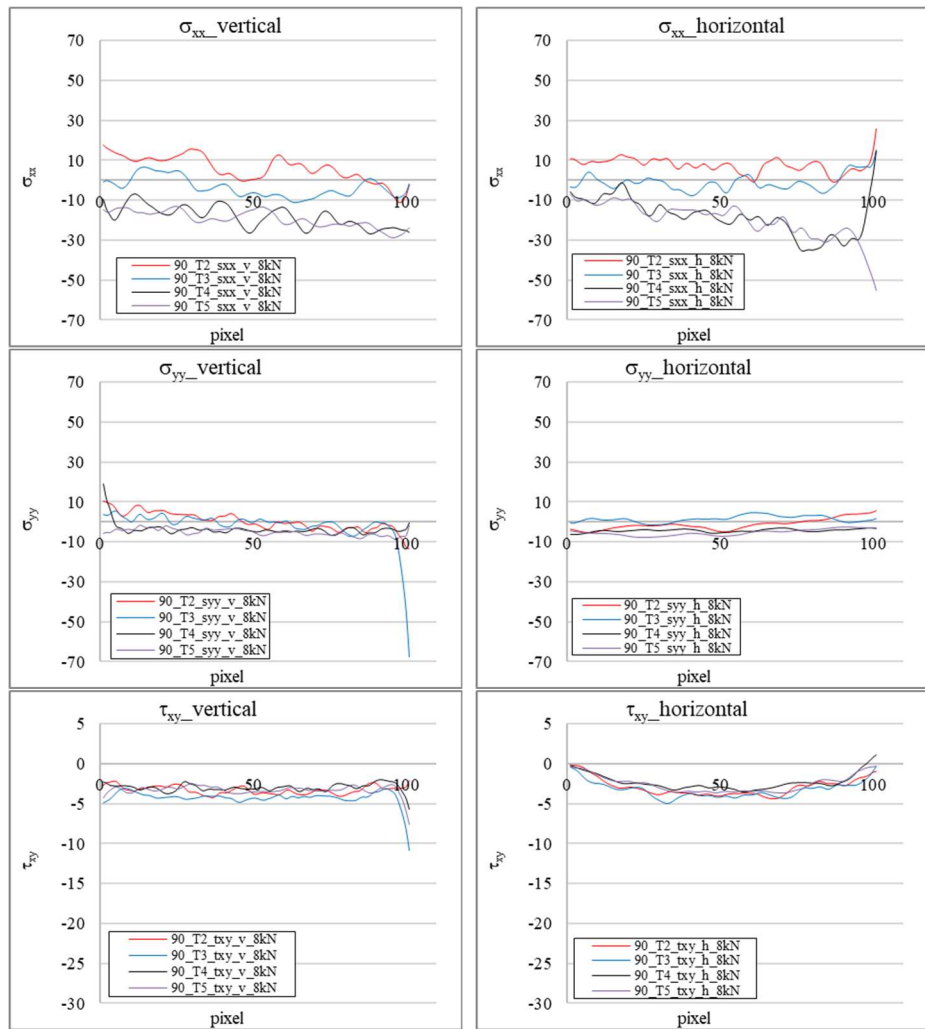 σxx_vertical
70
50
30
10
-10
-30
-50
-70
σxx
0
50
100
90_T2_sxx_v_8kN
90_T3_sxx_v_8kN
90_T4_sxx_v_8kN
90_T5_sxx_v_8kN
pixel
σxx_horizontal
70
50
30
10
-10
-30
-50
-70
σxx
0
50
100
90_T2_sxx_h_8kN
90_T3_sxx_h_8kN
90_T4_sxx_h_8kN
90_T5_sxx_h_8kN
pixel
σyy_vertical
70
50
30
10
-10
-30
-50
-70
σyy
0
50
100
90_T2_syy_v_8kN
90_T3_syy_v_8kN
90_T4_syy_v_8kN
90_T5_syy_v_8kN
pixel
σyy_horizontal
70
50
30
10
-10
-30
-50
-70
σyy
0
50
100
90_T2_syy_h_8kN
90_T3_syy_h_8kN
90_T4_syy_h_8kN
90_T5_syy_h_8kN
pixel
τxy_vertical
5
0
-5
-10
-15
-20
-25
-30
τxy
0
50
100
90_T2_txy_v_8kN
90_T3_txy_v_8kN
90_T4_txy_v_8kN
90_T5_txy_v_8kN
pixel
τxy_horizontal
5
0
-5
-10
-15
-20
-25
-30
τxy
0
50
100
90_T2_txy_h_8kN
90_T3_txy_h_8kN
90_T4_txy_h_8kN
90_T5_txy_h_8kN
pixel